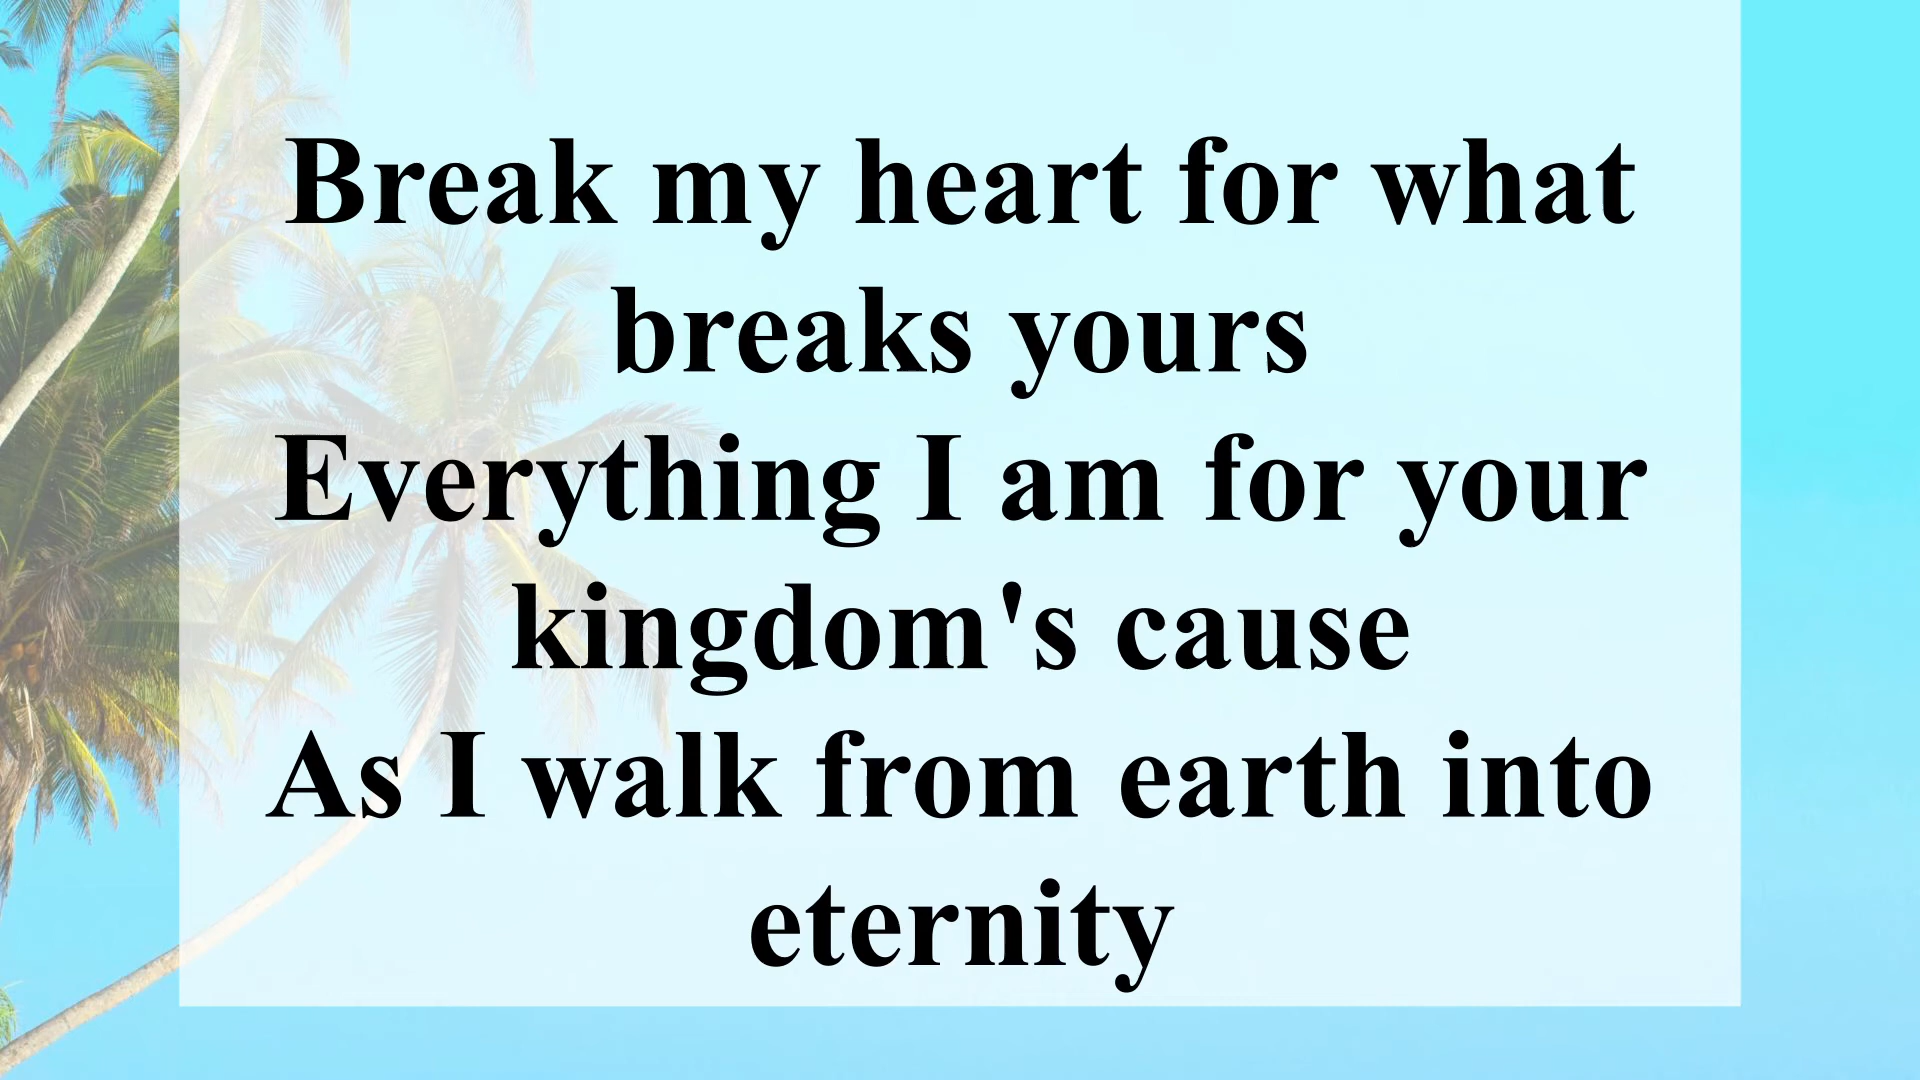 Break my heart for what
breaks yours
Everything I am for your
kingdom's cause
As I walk from earth into
eternity